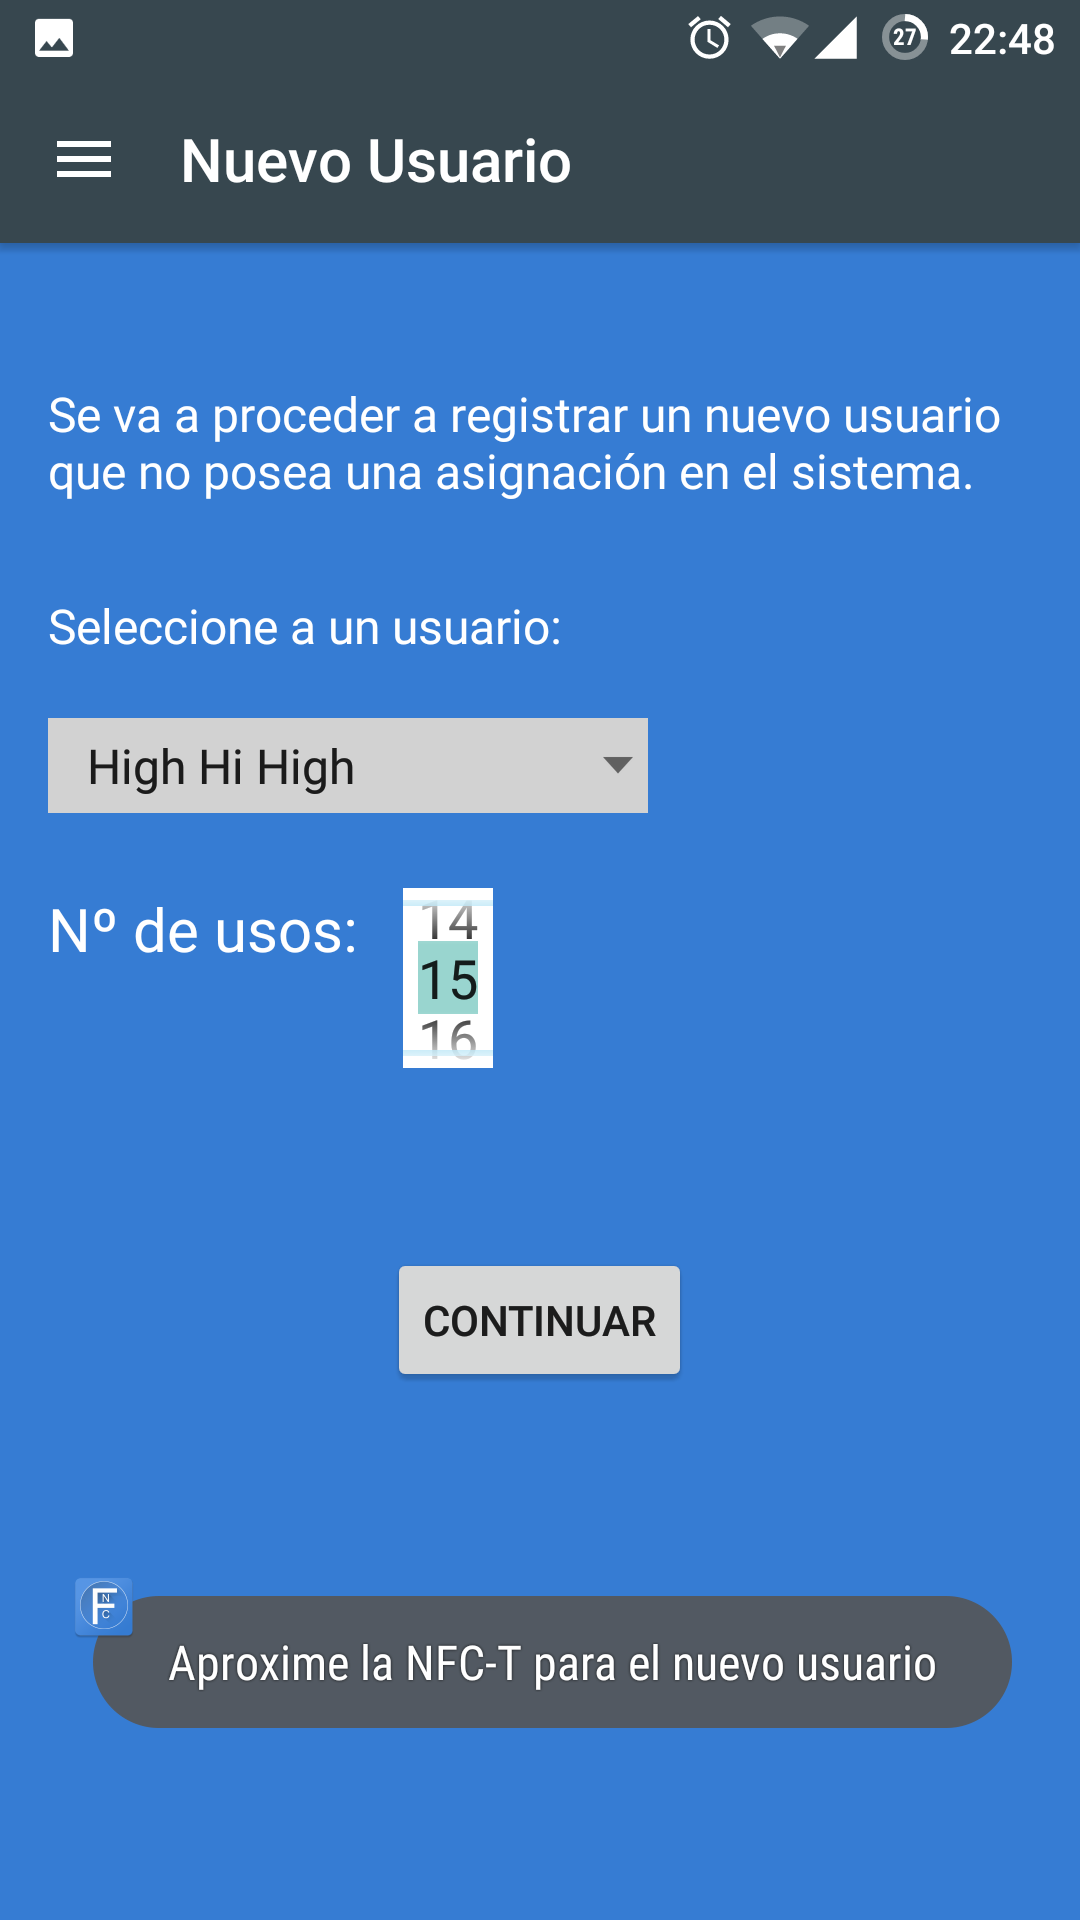 27 22:48
Nuevo Usuario
Se va a proceder a registrar un nuevo usuario
que no posea una asignación en el sistema.
Seleccione a un usuario:
High Hi High
Nº de usos:
14
15
16
CONTINUAR
F
N
C
Aproxime la NFC-T para el nuevo usuario